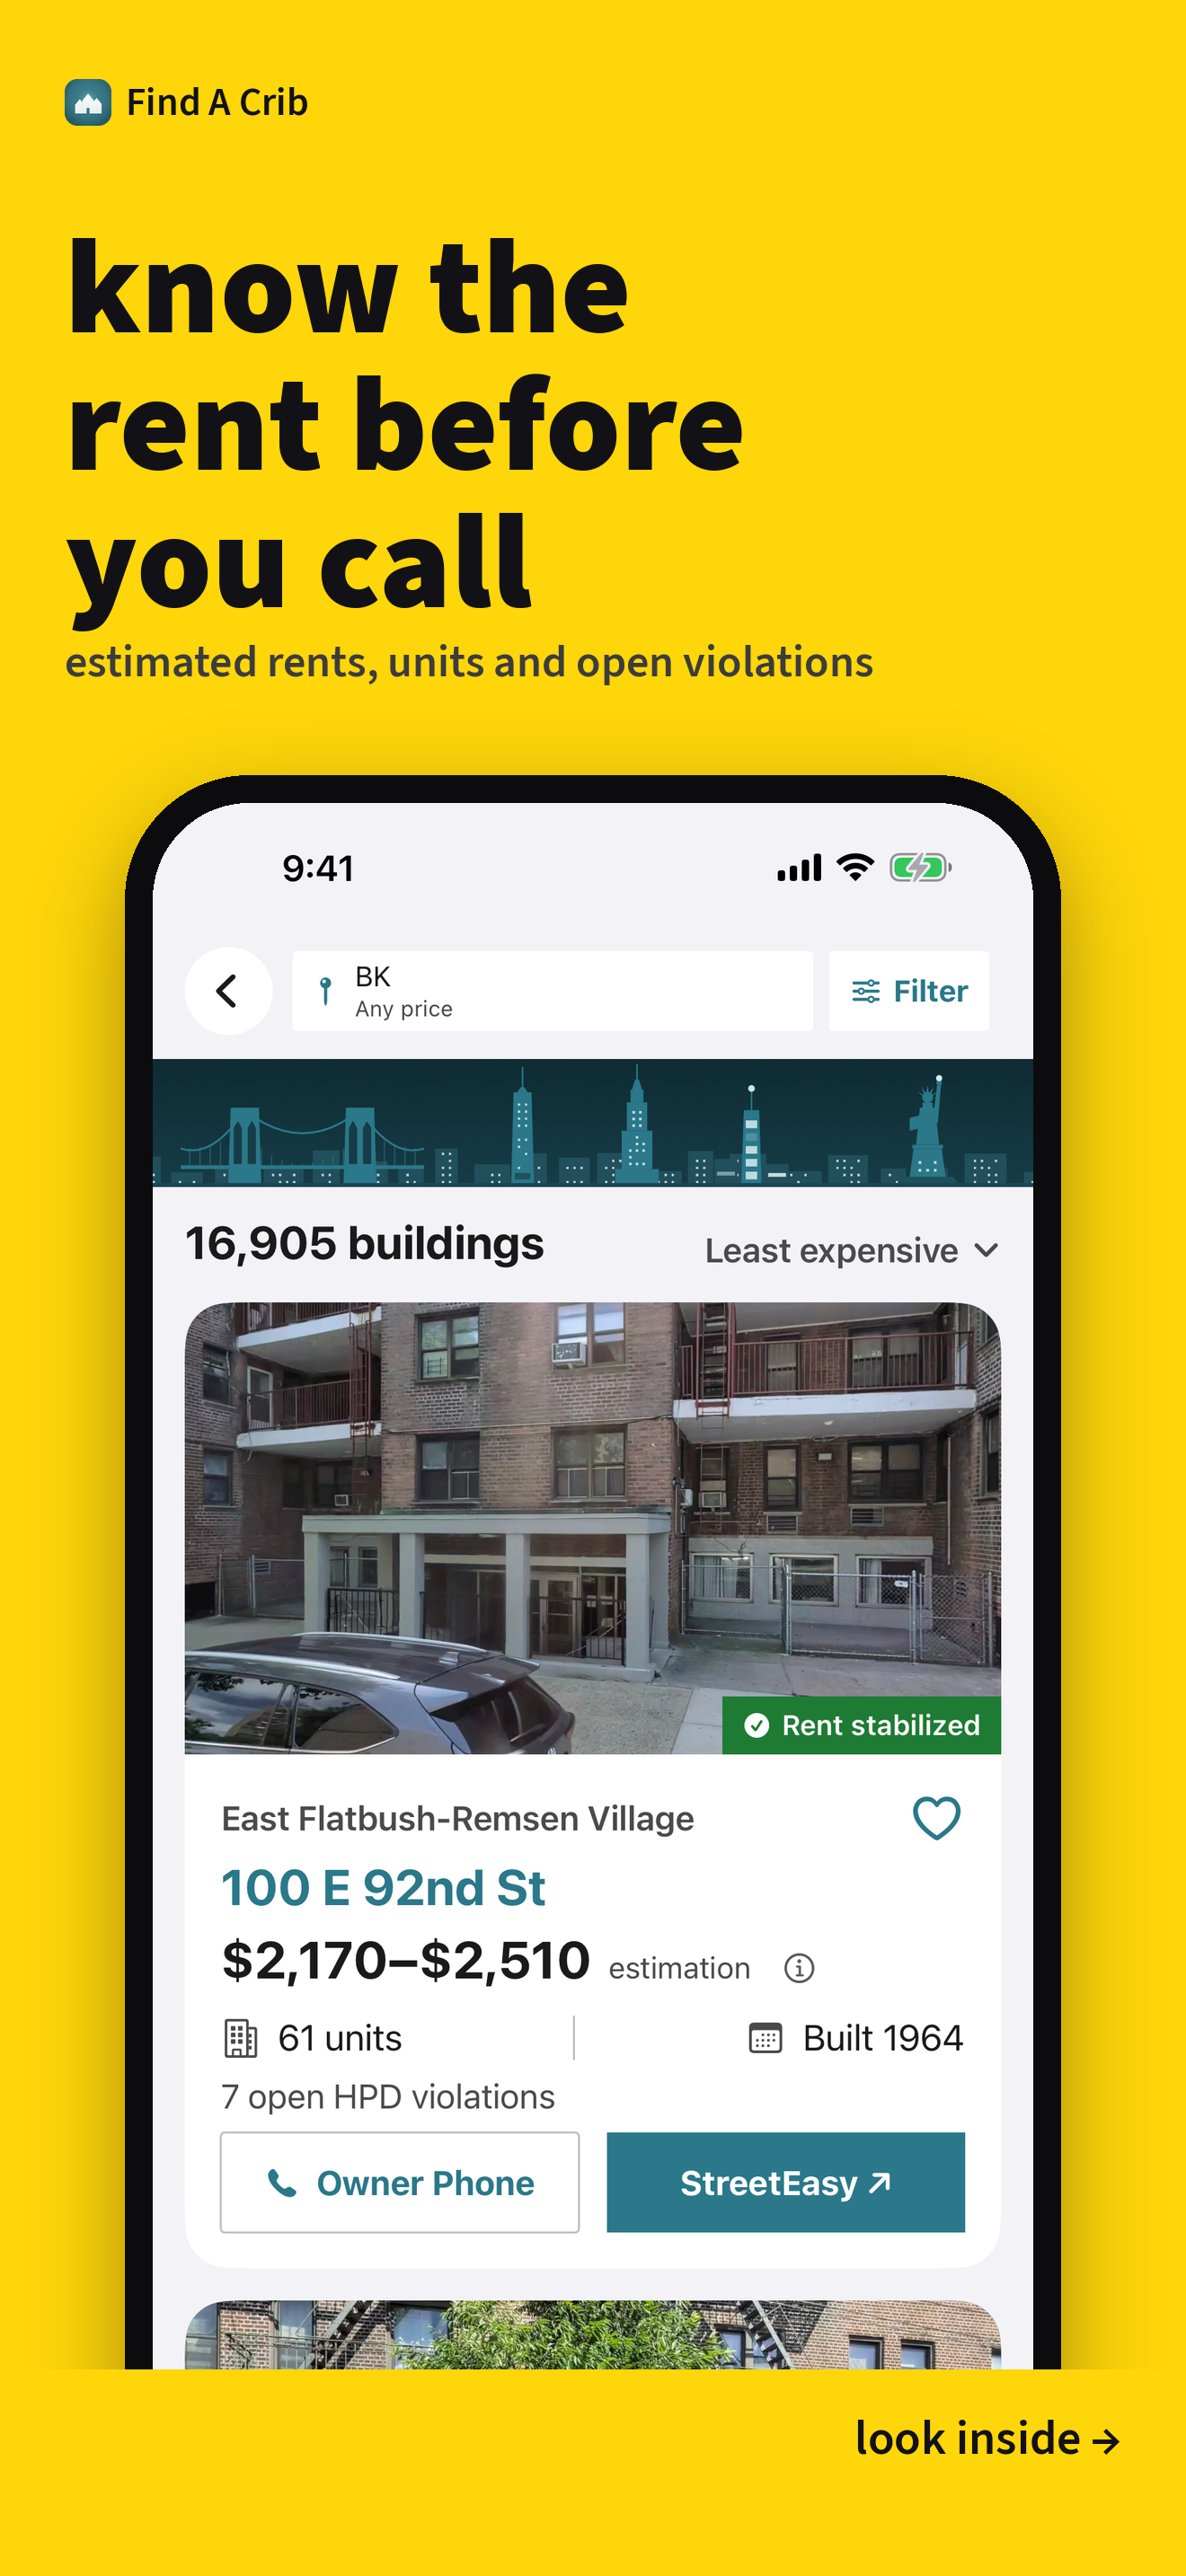 Find A Crib
know the
rent before
you call
estimated rents, units and open violations
9:41
BK
Any price
Filter
16,905 buildings
Least expensive
Rent stabilized
East Flatbush-Remsen Village
100 E 92nd St
$2,170–$2,510 estimation
61 units
Built 1964
7 open HPD violations
Owner Phone
StreetEasy ↗
look inside →